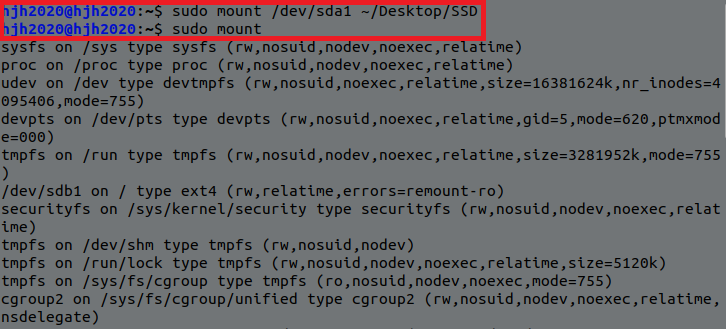 hjh2020@hjh2020:~$ sudo mount /dev/sda1 ~/Desktop/SSD
hjh2020@hjh2020:~$ sudo mount
sysfs on /sys type sysfs (rw,nosuid,nodev,noexec,relatime)
proc on /proc type proc (rw,nosuid,nodev,noexec,relatime)
udev on /dev type devtmpfs (rw,nosuid,noexec,relatime,size=16381624k,nr_inodes=4
095406,mode=755)
devpts on /dev/pts type devpts (rw,nosuid,noexec,relatime,gid=5,mode=620,ptmxmod
e=000)
tmpfs on /run type tmpfs (rw,nosuid,nodev,noexec,relatime,size=3281952k,mode=755
)
/dev/sdb1 on / type ext4 (rw,relatime,errors=remount-ro)
securityfs on /sys/kernel/security type securityfs (rw,nosuid,nodev,noexec,relat
ime)
tmpfs on /dev/shm type tmpfs (rw,nosuid,nodev)
tmpfs on /run/lock type tmpfs (rw,nosuid,nodev,noexec,relatime,size=5120k)
tmpfs on /sys/fs/cgroup type tmpfs (ro,nosuid,nodev,noexec,mode=755)
cgroup2 on /sys/fs/cgroup/unified type cgroup2 (rw,nosuid,nodev,noexec,relatime,
nsdelegate)